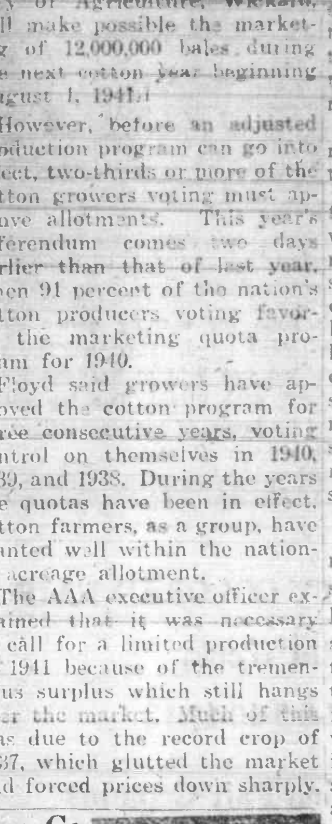 y of Agriculture, Wickard,
ll make possible the market-
g of 12,000,000 bales during
e next cotton year beginning
ugust 1, 1941.
However, before an adjusted
oduction program can go into
ect, two-thirds or more of the
tton growers voting must ap-
ove allotments. This year's
ferendum comes two days
rlier than that of last year,
en 91 percent of the nation's
tton producers voting favor-
the marketing quota pro-
am for 1940.
Floyd said growers have ap-
oved the cotton program for
ree consecutive years, voting
ntrol on themselves in 1940,
39, and 1938. During the years
e quotas have been in effect,
tton farmers, as a group, have
anted well within the nation-
acreage allotment.
The AAA executive officer ex-
ained that it was necessary
call for a limited production
1941 because of the tremen-
us surplus which still hangs
er the market. Much of this
as due to the record crop of
37, which glutted the market
d forced prices down sharply.